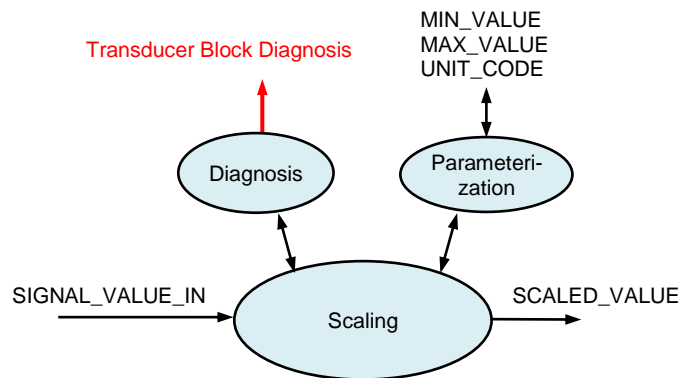 Transducer Block Diagnosis
MIN_VALUE
MAX_VALUE
UNIT_CODE
Diagnosis
Parameteri-
zation
SIGNAL_VALUE_IN
Scaling
SCALED_VALUE